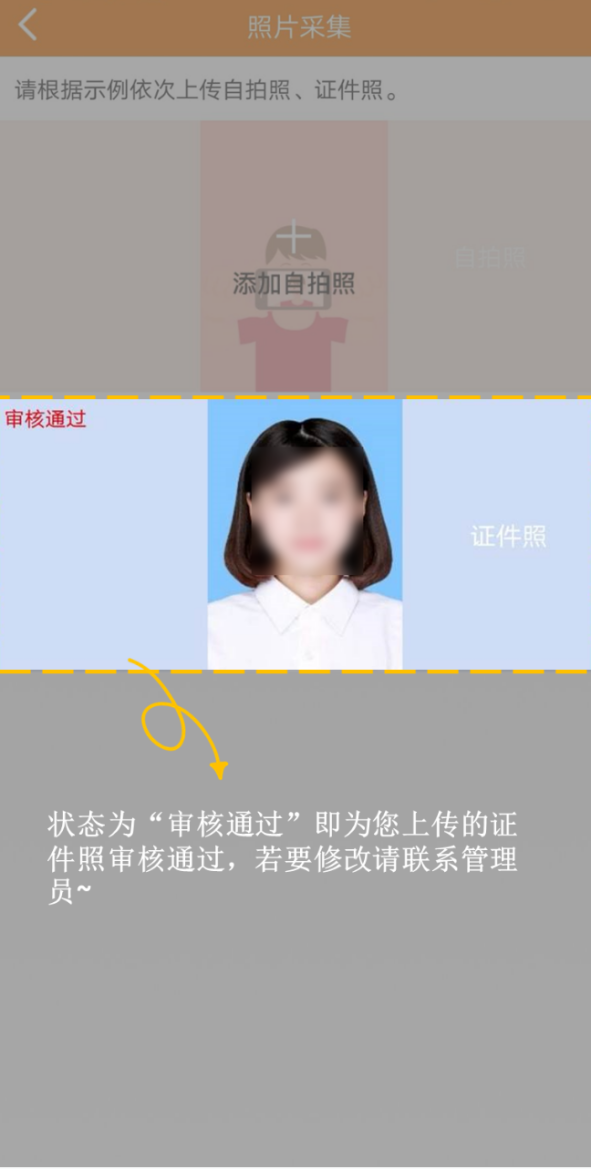 照片采集
请根据示例依次上传自拍照、证件照。
添加自拍照
自拍照
审核通过
证件照
状态为“审核通过”即为您上传的证
件照审核通过，若要修改请联系管理
员~